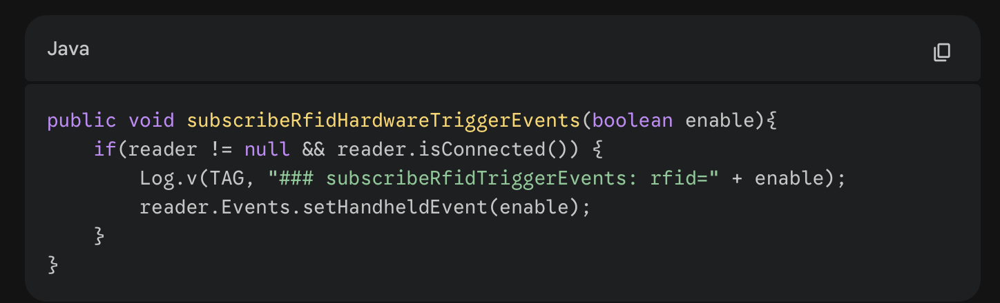 Java
public void subscribeRfidHardwareTriggerEvents(boolean enable){
    if(reader != null && reader.isConnected()) {
        Log.v(TAG, "### subscribeRfidTriggerEvents: rfid=" + enable);
        reader.Events.setHandheldEvent(enable);
    }
}